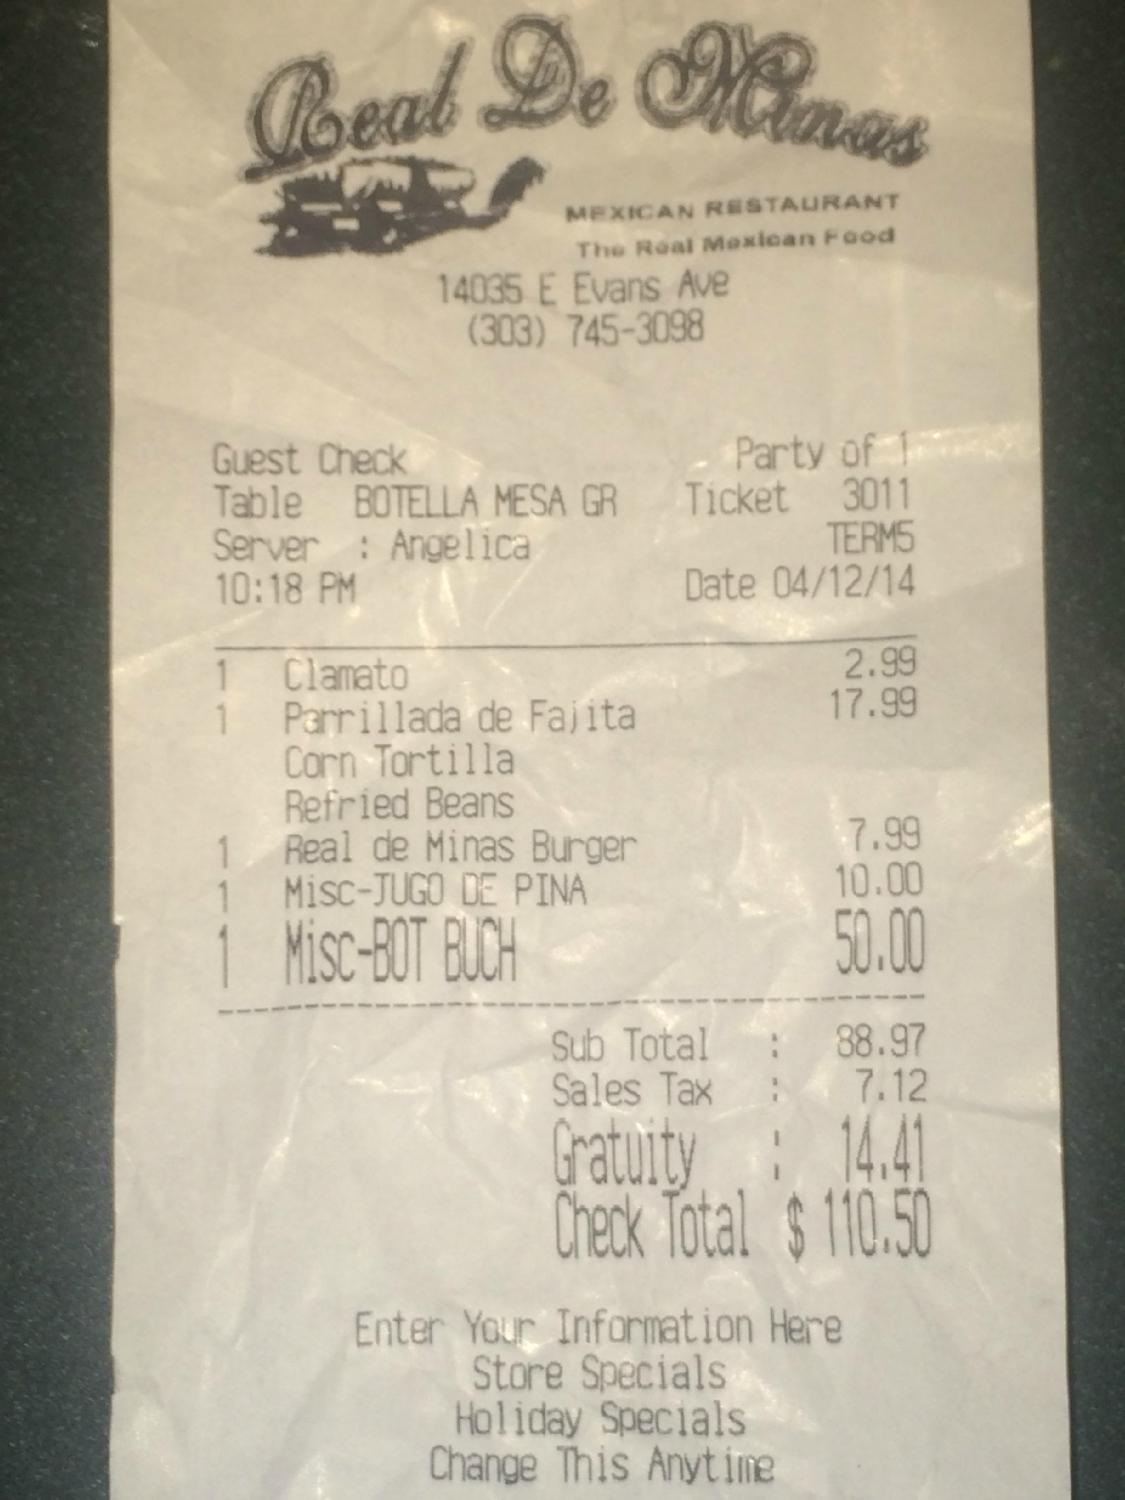 Real De Minas
MEXICAN RESTAURANT
The Real Mexican Food
14035 E Evans Ave
(303) 745-3098
Guest Check Party of 1
Table BOTELLA MESA GR Ticket 3011
Server : Angelica TERM5
10:18 PM Date 04/12/14
1 Clamato 2.99
1 Parrillada de Fajita 17.99
Corn Tortilla
Refried Beans
1 Real de Minas Burger 7.99
1 Misc-JUGO DE PINA 10.00
1 Misc-BOT BUCH 50.00
Sub Total : 88.97
Sales Tax : 7.12
Gratuity : 14.41
Check Total $ 110.50
Enter Your Information Here
Store Specials
Holiday Specials
Change This Anytime